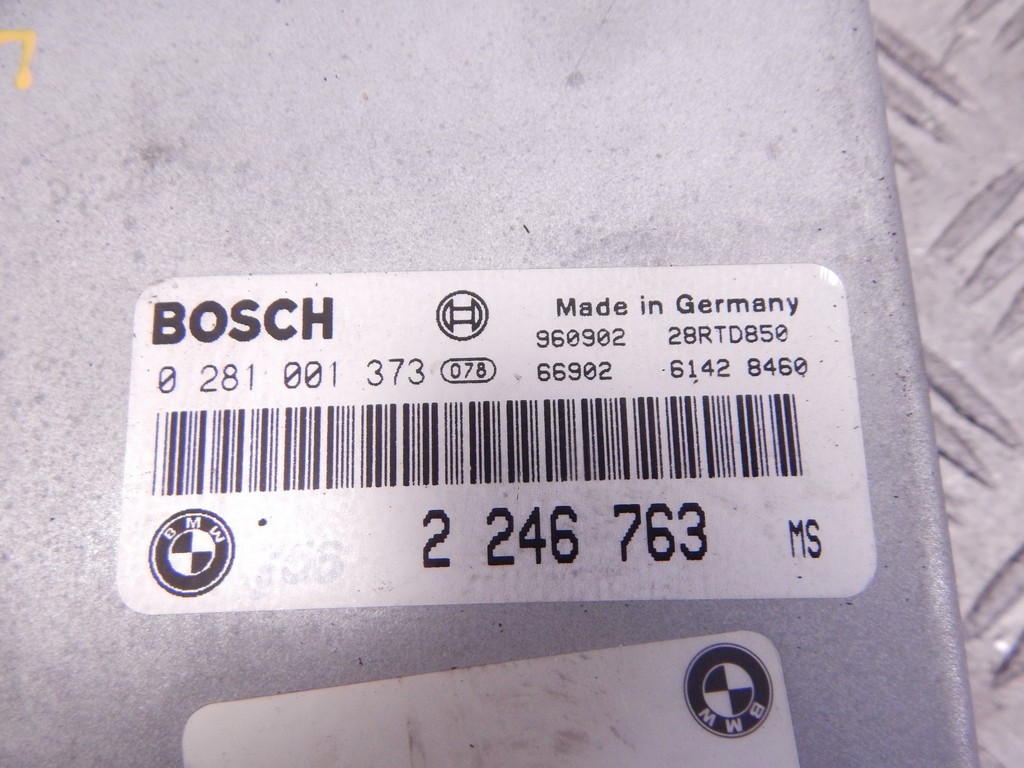 BOSCH
Made in Germany
960902 28RTD850
0 281 001 373 078
66902 6142 8460
BMW
2 246 763 MS
BMW